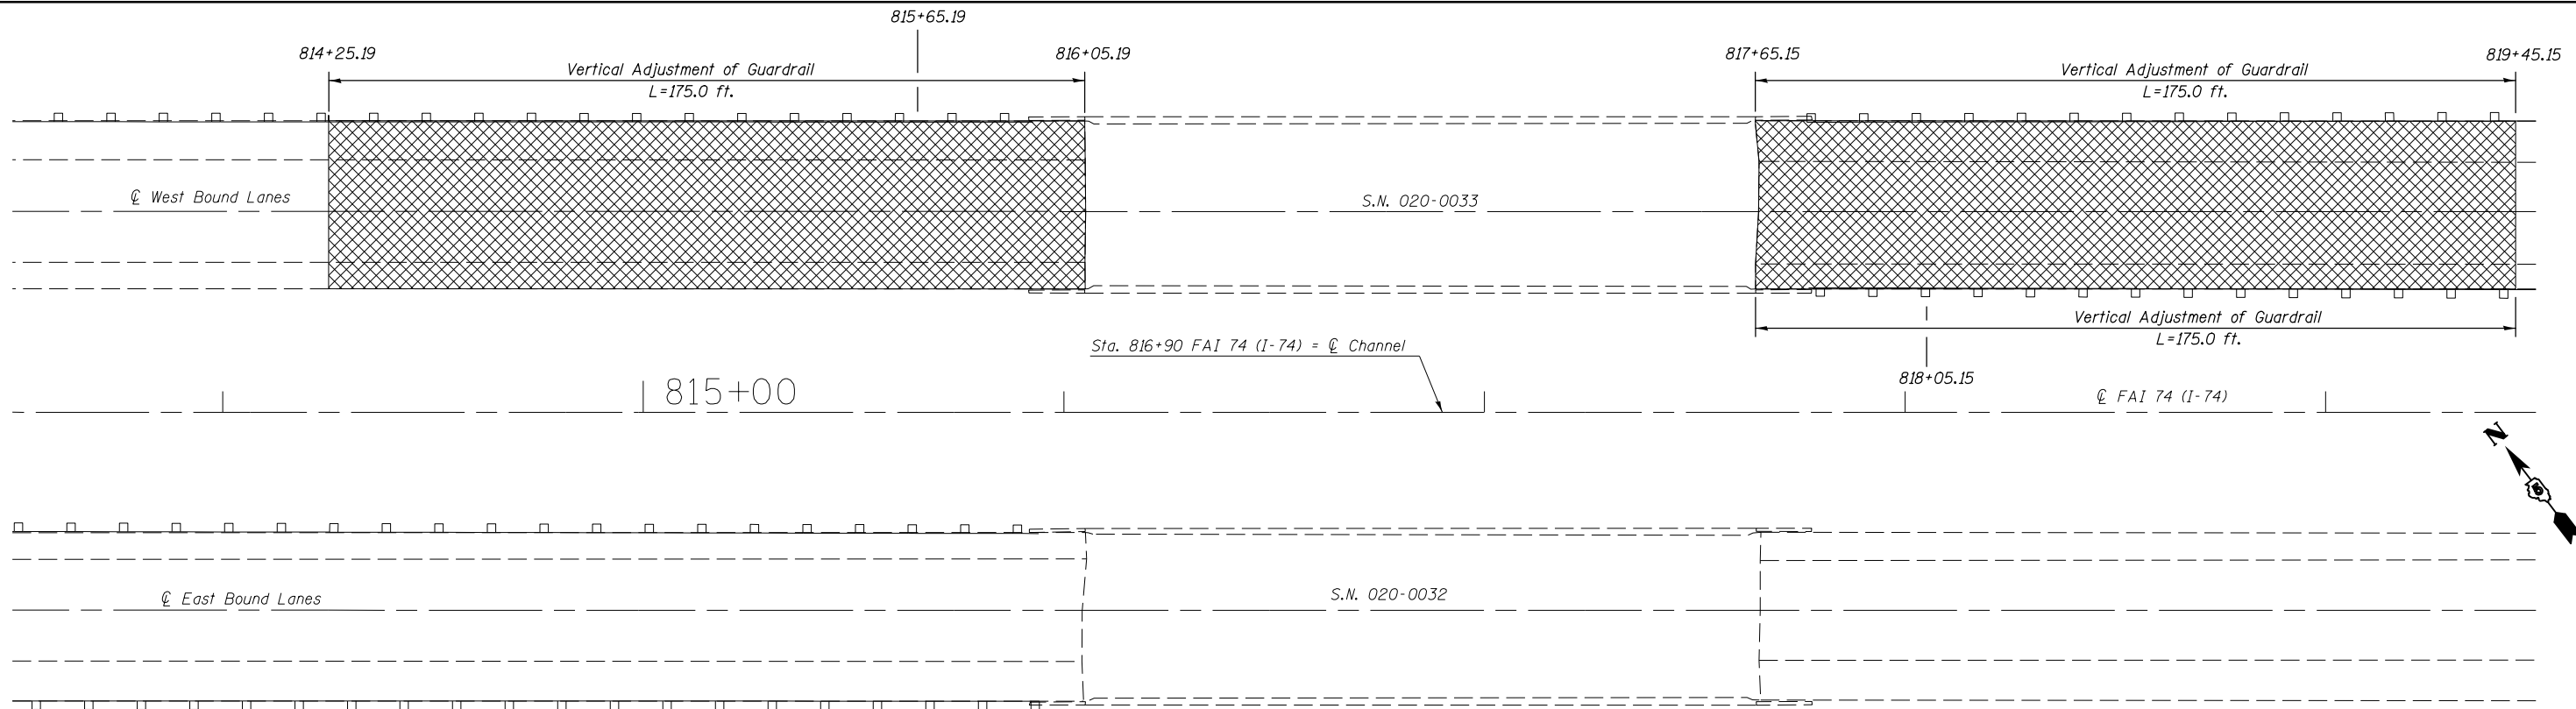 815+65.19
814+25.19
816+05.19
817+65.15
819+45.15
Vertical Adjustment of Guardrail
L=175.0 ft.
Vertical Adjustment of Guardrail
L=175.0 ft.
℄ West Bound Lanes
S.N. 020-0033
Vertical Adjustment of Guardrail
L=175.0 ft.
Sta. 816+90 FAI 74 (I-74) = ℄ Channel
818+05.15
815+00
℄ FAI 74 (I-74)
N
℄ East Bound Lanes
S.N. 020-0032